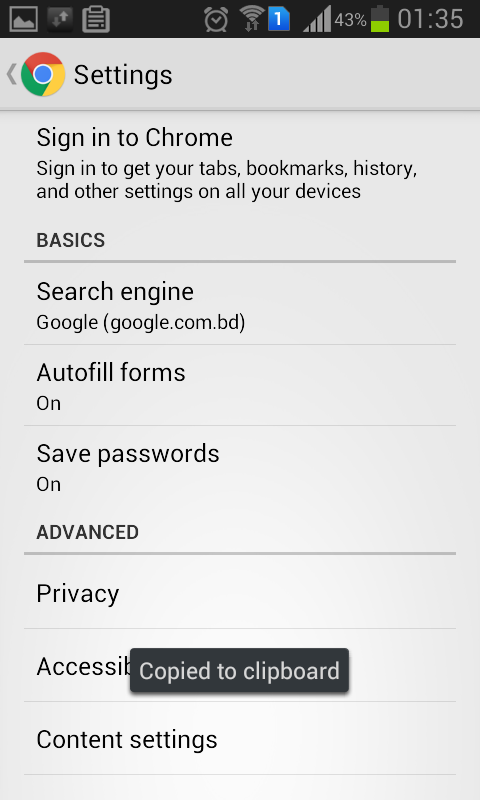 1 43% 01:35
Settings
Sign in to Chrome
Sign in to get your tabs, bookmarks, history,
and other settings on all your devices
BASICS
Search engine
Google (google.com.bd)
Autofill forms
On
Save passwords
On
ADVANCED
Privacy
Accessib
Copied to clipboard
Content settings